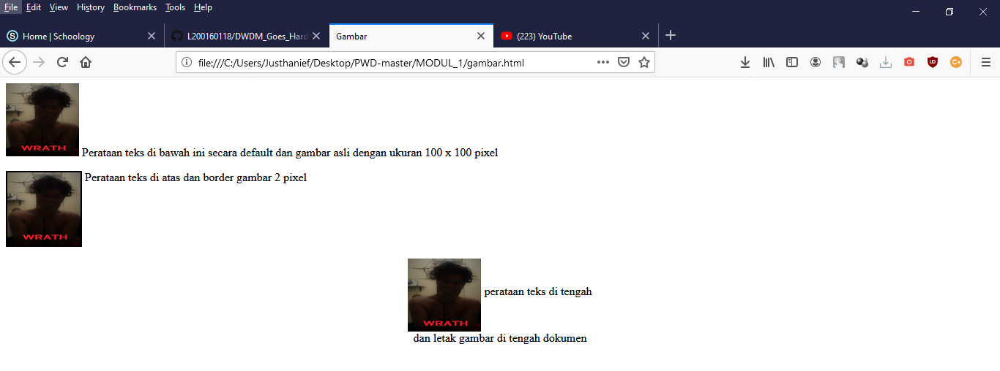 File Edit View History Bookmarks Tools Help
Home | Schoology
L200160118/DWDM_Goes_Hard
Gambar
(223) YouTube
file:///C:/Users/Justhanief/Desktop/PWD-master/MODUL_1/gambar.html
WRATH Perataan teks di bawah ini secara default dan gambar asli dengan ukuran 100 x 100 pixel
Perataan teks di atas dan border gambar 2 pixel
WRATH
perataan teks di tengah
WRATH
dan letak gambar di tengah dokumen